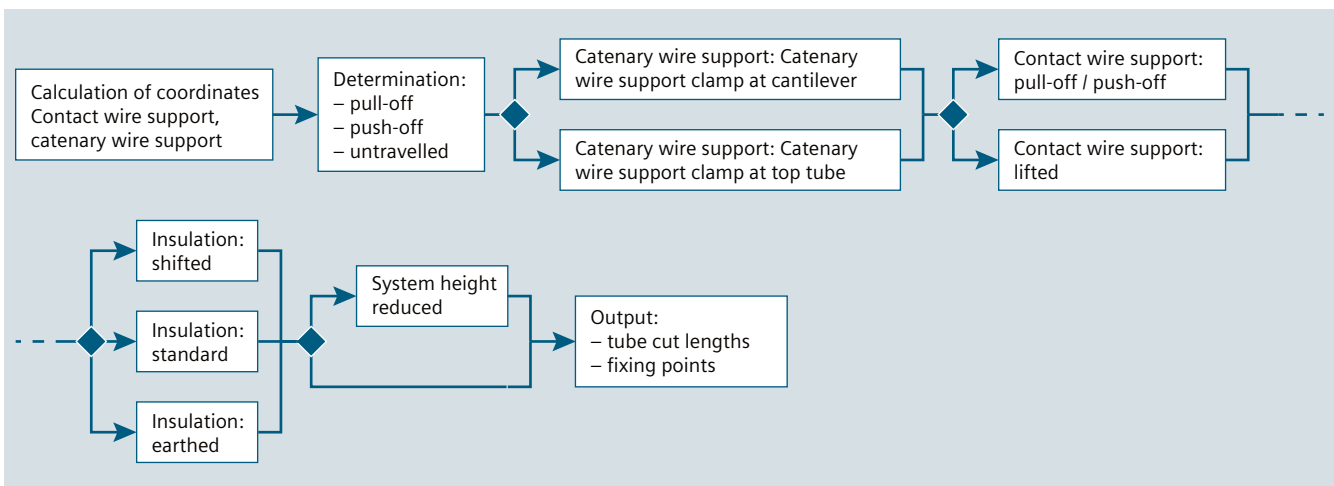 Calculation of coordinates
Contact wire support,
catenary wire support
Determination:
– pull-off
– push-off
– untravelled
Catenary wire support: Catenary
wire support clamp at cantilever
Catenary wire support: Catenary
wire support clamp at top tube
Contact wire support:
pull-off / push-off
Contact wire support:
lifted
Insulation:
shifted
Insulation:
standard
Insulation:
earthed
System height
reduced
Output:
– tube cut lengths
– fixing points